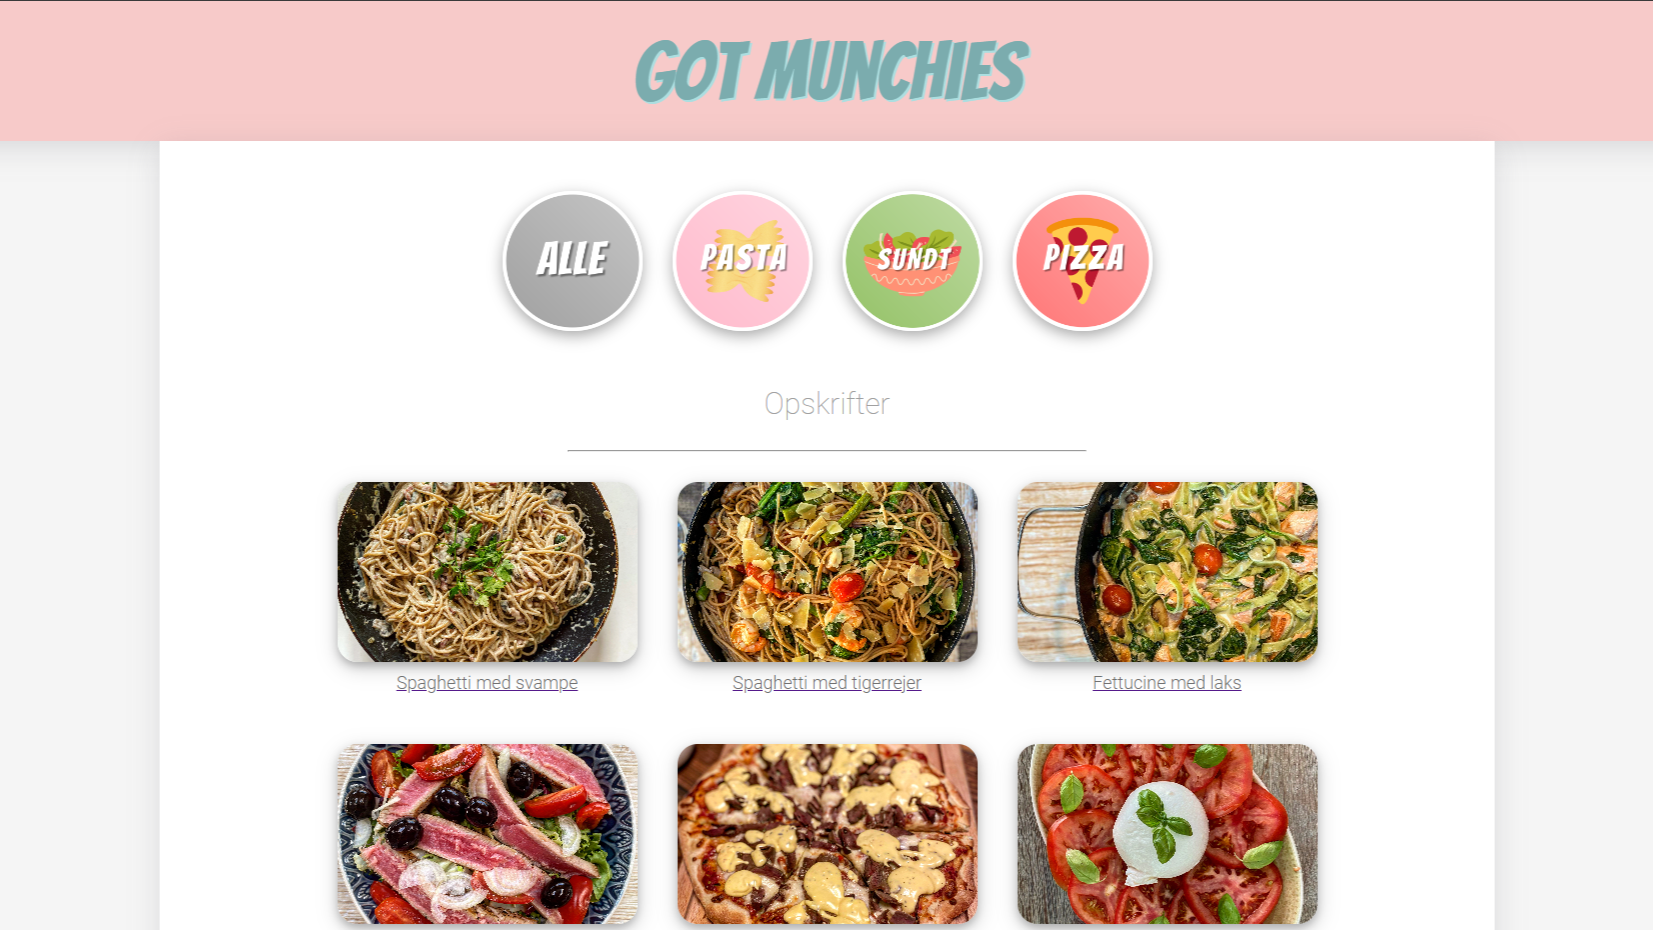 GOT MUNCHIES
ALLE
PASTA
SUNDT
PIZZA
Opskrifter
Spaghetti med svampe
Spaghetti med tigerrejer
Fettucine med laks